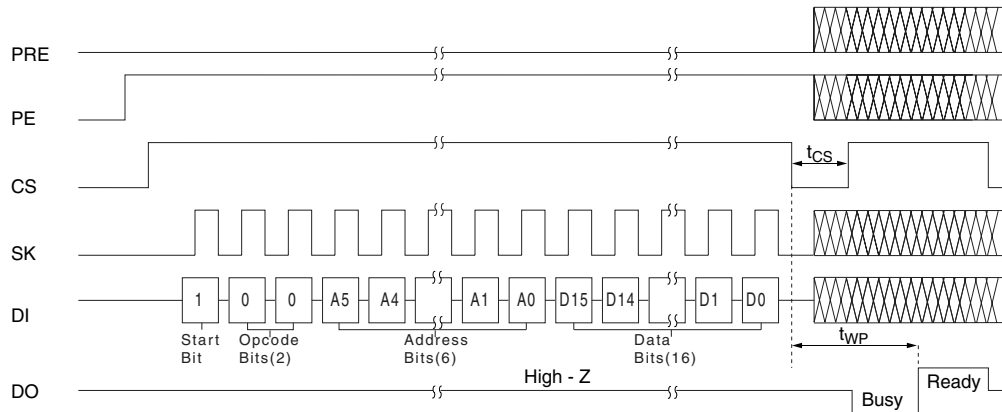 PRE
PE
CS
tCS
SK
DI
1 0 0 A5 A4 A1 A0 D15 D14 D1 D0
Start
Bit
Opcode
Bits(2)
Address
Bits(6)
Data
Bits(16)
tWP
DO
High - Z
Busy
Ready